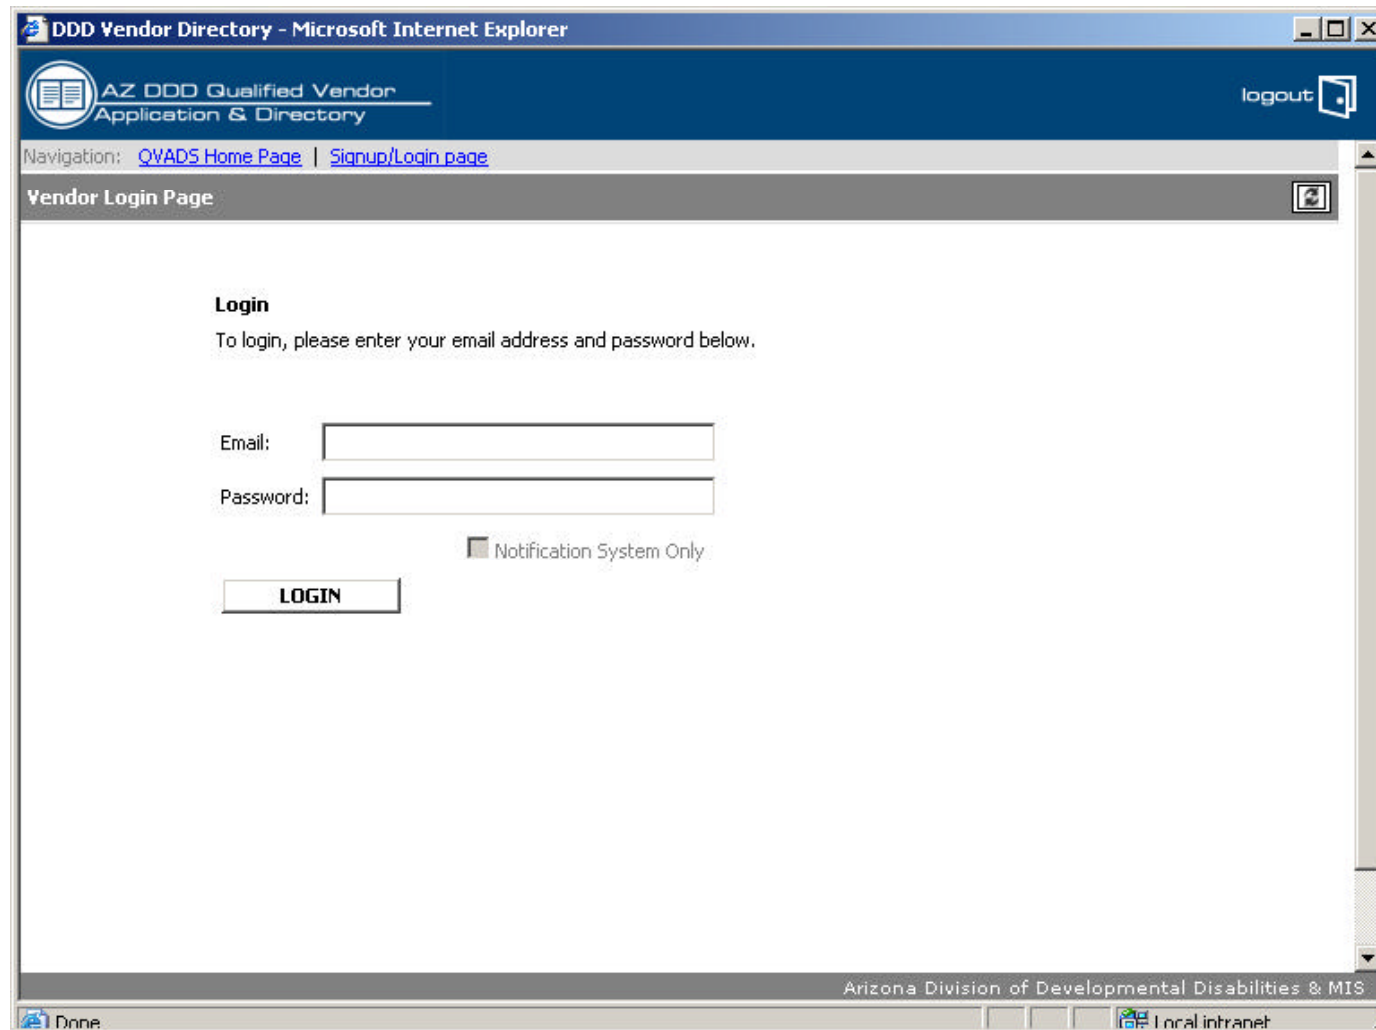 DDD Vendor Directory - Microsoft Internet Explorer
AZ DDD Qualified Vendor
Application & Directory
logout
Navigation: QVADS Home Page | Signup/Login page
Vendor Login Page
Login
To login, please enter your email address and password below.
Email:
Password:
Notification System Only
LOGIN
Arizona Division of Developmental Disabilities & MIS
Done
Local intranet